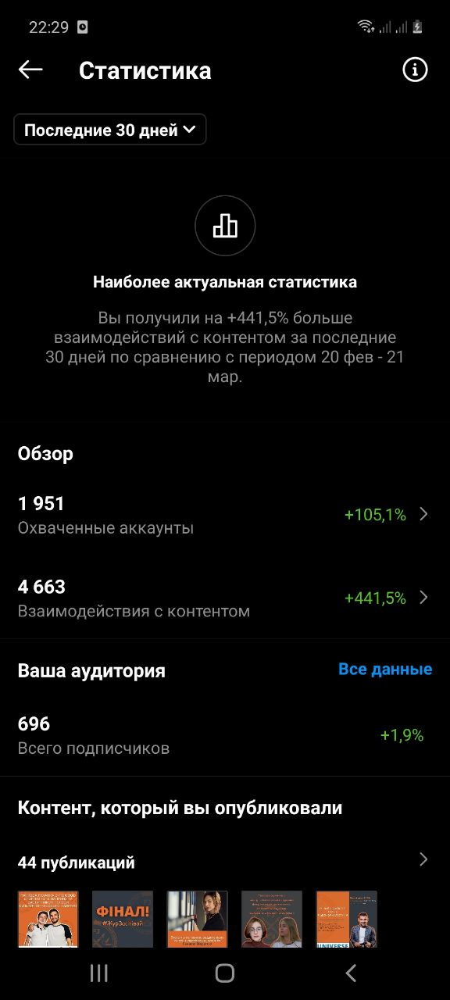 22:29
Статистика
Последние 30 дней
Наиболее актуальная статистика
Вы получили на +441,5% больше
взаимодействий с контентом за последние
30 дней по сравнению с периодом 20 фев - 21
мар.
Обзор
1 951
+105,1%
Охваченные аккаунты
4 663
+441,5%
Взаимодействия с контентом
Ваша аудитория
Все данные
696
+1,9%
Всего подписчиков
Контент, который вы опубликовали
44 публикаций
ФІНАЛ!
#ЖурЗаспівай
UNIVERSE